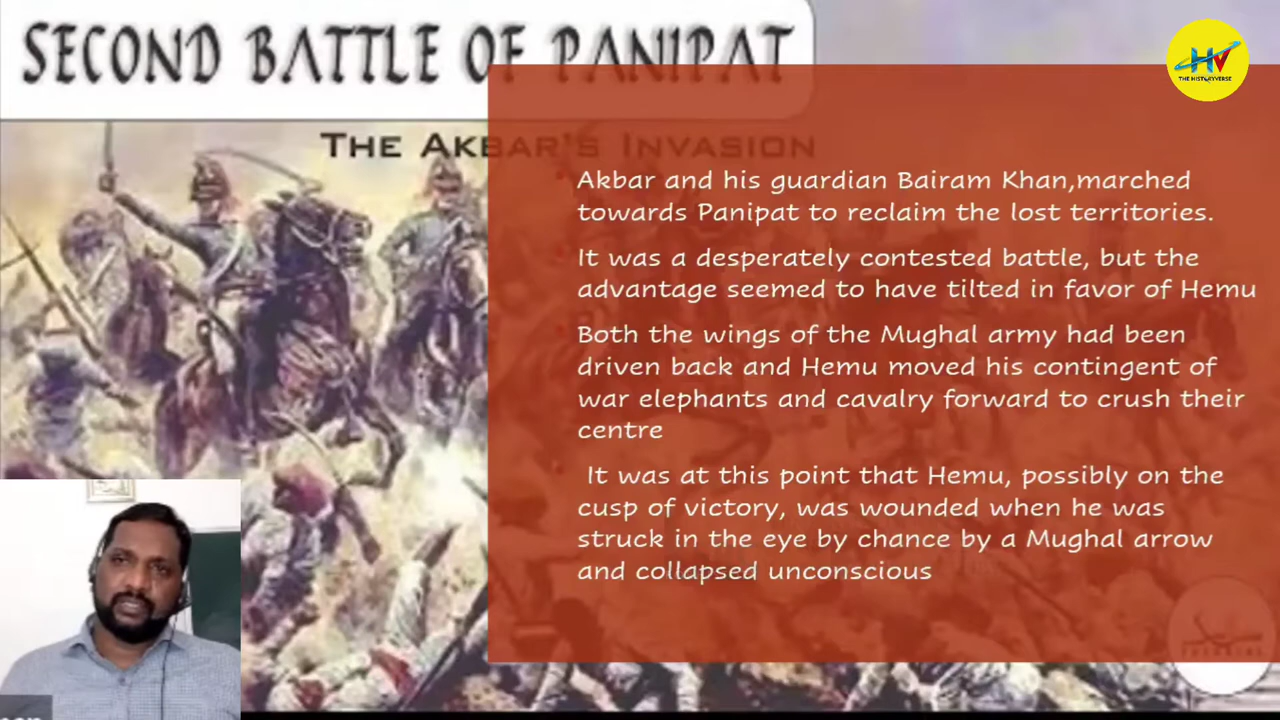 SECOND BATTLE OF PANIPAT
THE AKBAR'S INVASION
HV
THE HISTORYVERSE
Akbar and his guardian Bairam Khan,marched
towards Panipat to reclaim the lost territories.
It was a desperately contested battle, but the
advantage seemed to have tilted in favor of Hemu
Both the wings of the Mughal army had been
driven back and Hemu moved his contingent of
war elephants and cavalry forward to crush their
centre
It was at this point that Hemu, possibly on the
cusp of victory, was wounded when he was
struck in the eye by chance by a Mughal arrow
and collapsed unconscious